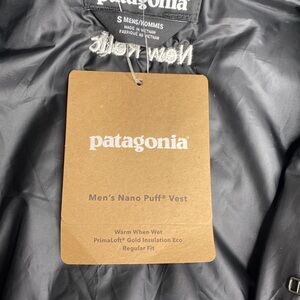 patagonia
S MENS/HOMMES
MADE IN VIETNAM
FABRIQUÉ AU VIETNAM
patagonia®
Men's Nano Puff® Vest
Warm When Wet
PrimaLoft® Gold Insulation Eco
Regular Fit